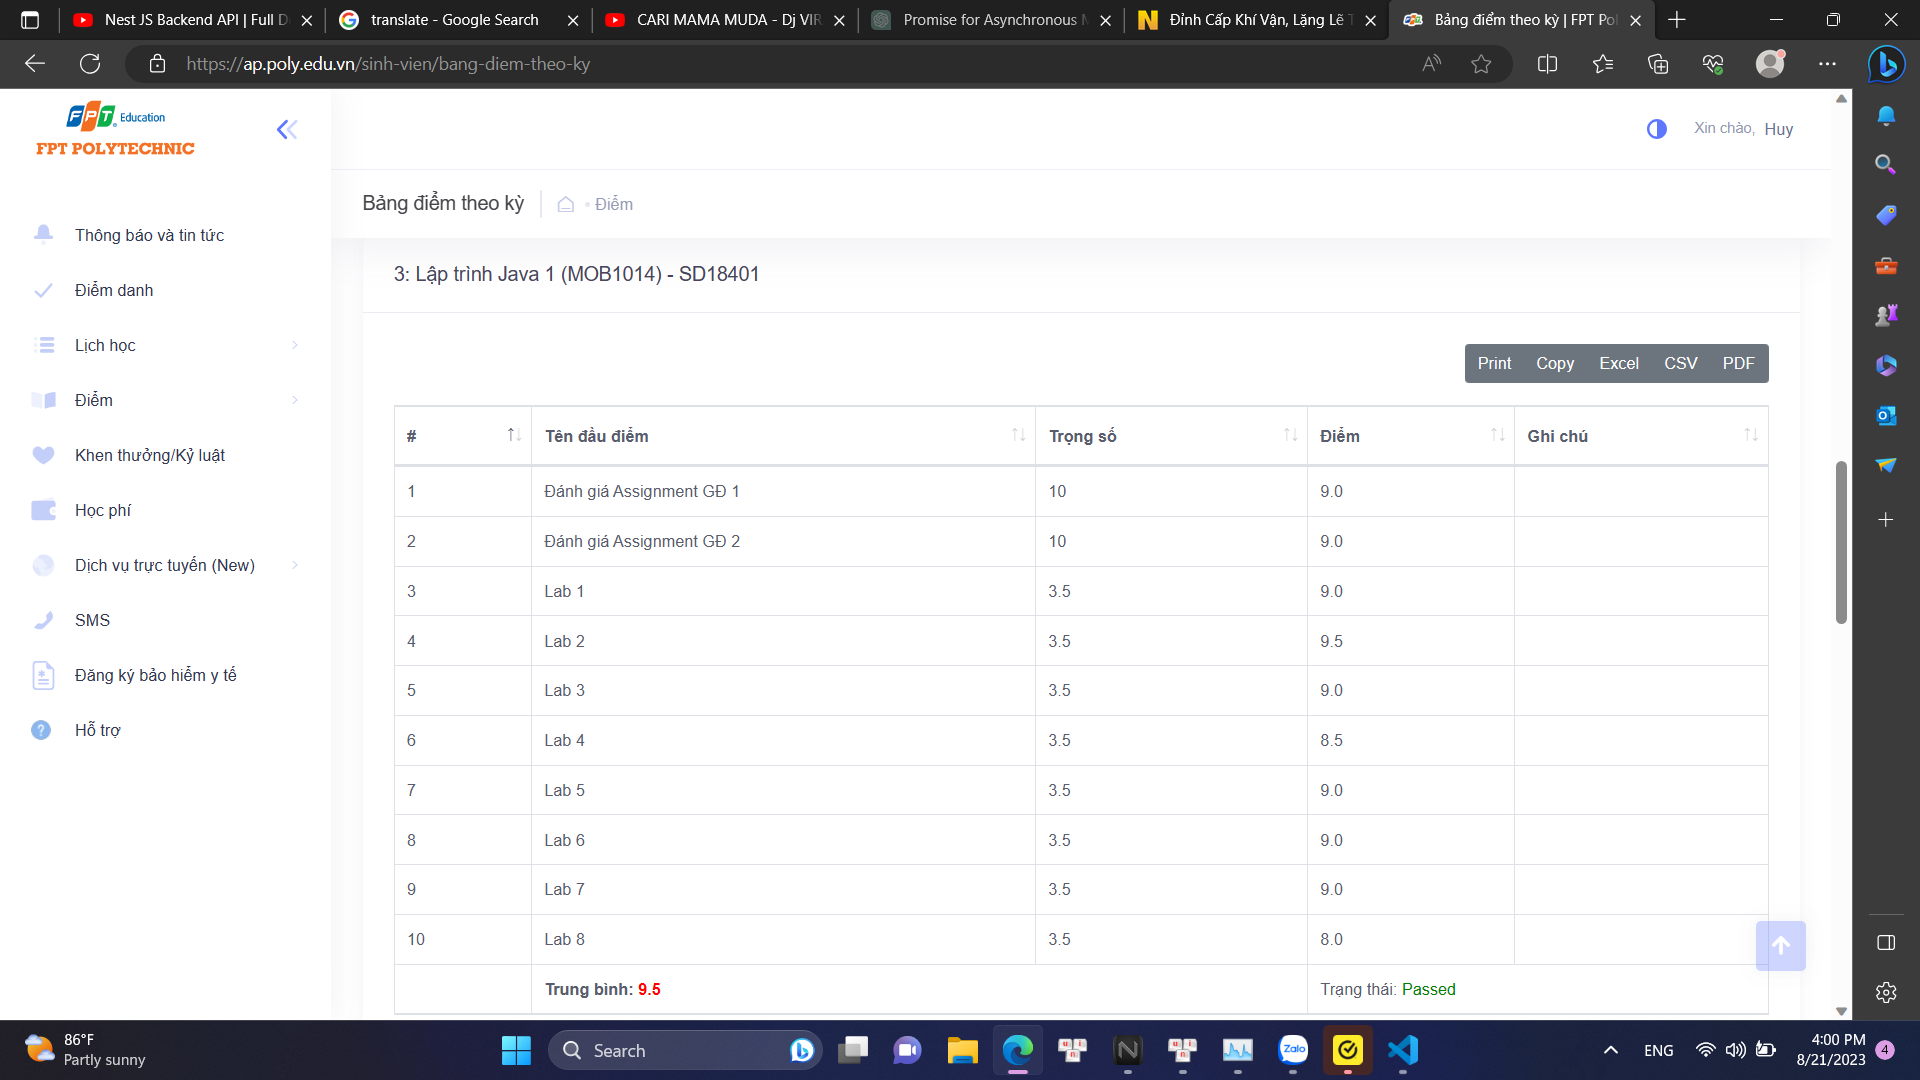 Nest JS Backend API | Full D
translate - Google Search
CARI MAMA MUDA - Dj VIR
Promise for Asynchronous M
Đỉnh Cấp Khí Vận, Lặng Lẽ T
Bảng điểm theo kỳ | FPT Pol
https://ap.poly.edu.vn/sinh-vien/bang-diem-theo-ky
FPT Education
FPT POLYTECHNIC
Xin chào, Huy
Bảng điểm theo kỳ
Điểm
Thông báo và tin tức
Điểm danh
Lịch học
Điểm
Khen thưởng/Kỷ luật
Học phí
Dịch vụ trực tuyến (New)
SMS
Đăng ký bảo hiểm y tế
Hỗ trợ
3: Lập trình Java 1 (MOB1014) - SD18401
Print Copy Excel CSV PDF
# Tên đầu điểm Trọng số Điểm Ghi chú
1 Đánh giá Assignment GĐ 1 10 9.0
2 Đánh giá Assignment GĐ 2 10 9.0
3 Lab 1 3.5 9.0
4 Lab 2 3.5 9.5
5 Lab 3 3.5 9.0
6 Lab 4 3.5 8.5
7 Lab 5 3.5 9.0
8 Lab 6 3.5 9.0
9 Lab 7 3.5 9.0
10 Lab 8 3.5 8.0
Trung bình: 9.5 Trạng thái: Passed
86°F
Partly sunny
Search
Zalo
ENG
4:00 PM
8/21/2023
4